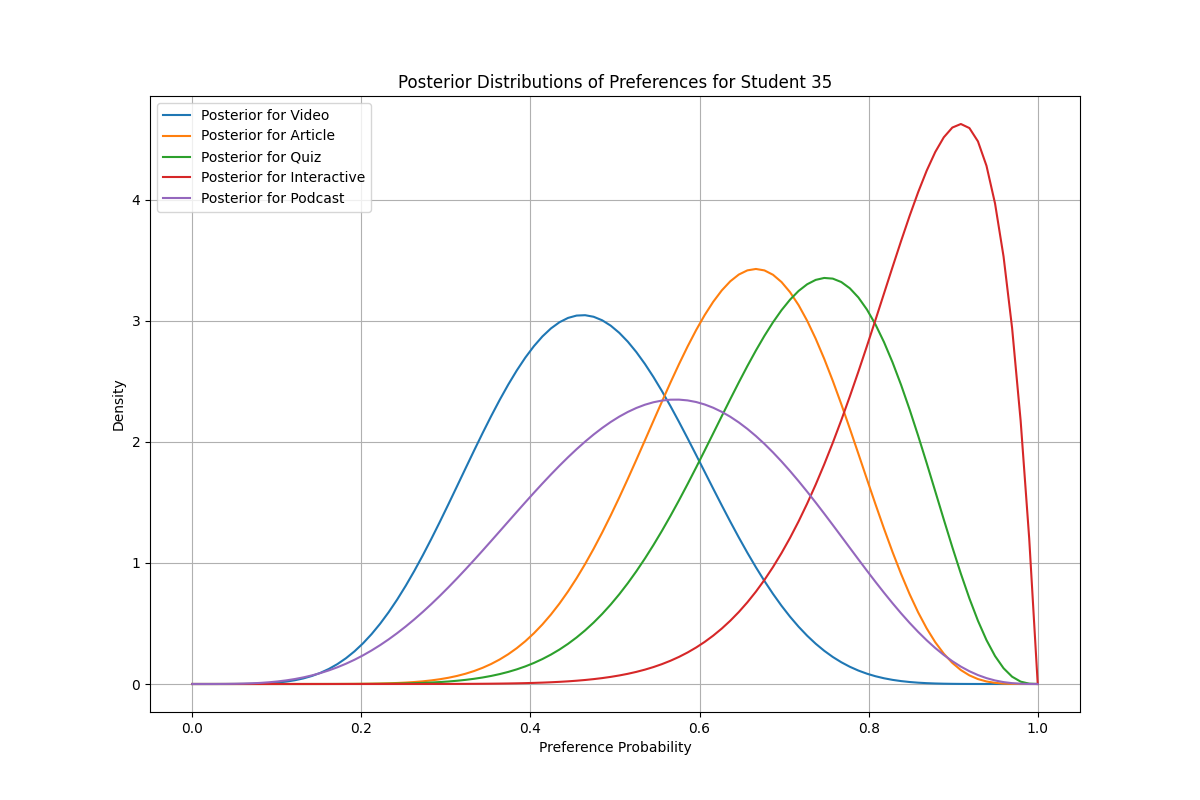 Posterior Distributions of Preferences for Student 35
Posterior for Video
Posterior for Article
Posterior for Quiz
Posterior for Interactive
Posterior for Podcast
4
3
2
1
0
Density
0.0 0.2 0.4 0.6 0.8 1.0
Preference Probability